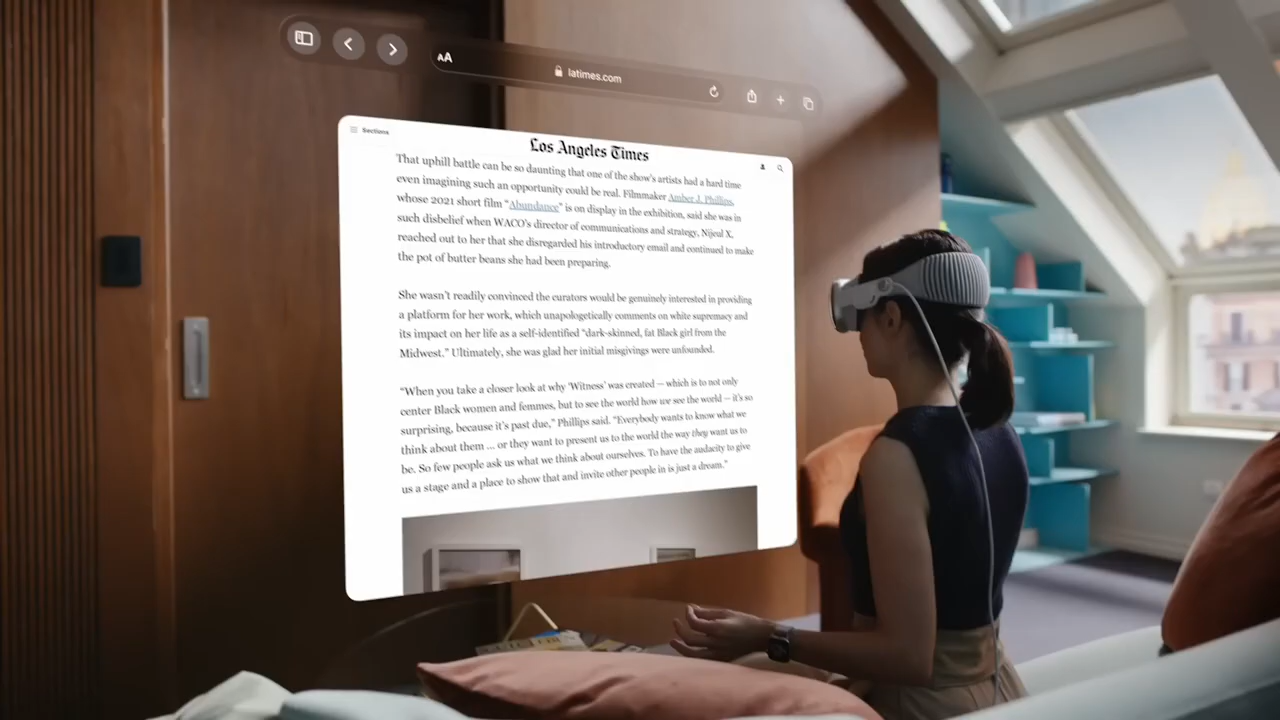 AA
latimes.com
Sections
Los Angeles Times
That uphill battle can be so daunting that one of the show's artists had a hard time
even imagining such an opportunity could be real. Filmmaker Amber J. Phillips,
whose 2021 short film “Abundance” is on display in the exhibition, said she was in
such disbelief when WACO's director of communications and strategy, Nijeul X,
reached out to her that she disregarded his introductory email and continued to make
the pot of butter beans she had been preparing.
She wasn't readily convinced the curators would be genuinely interested in providing
a platform for her work, which unapologetically comments on white supremacy and
its impact on her life as a self-identified “dark-skinned, fat Black girl from the
Midwest.” Ultimately, she was glad her initial misgivings were unfounded.
“When you take a closer look at why ‘Witness’ was created — which is to not only
center Black women and femmes, but to see the world how we see the world — it's so
surprising, because it's past due,” Phillips said. “Everybody wants to know what we
think about them ... or they want to present us to the world the way they want us to
be. So few people ask us what we think about ourselves. To have the audacity to give
us a stage and a place to show that and invite other people in is just a dream.”